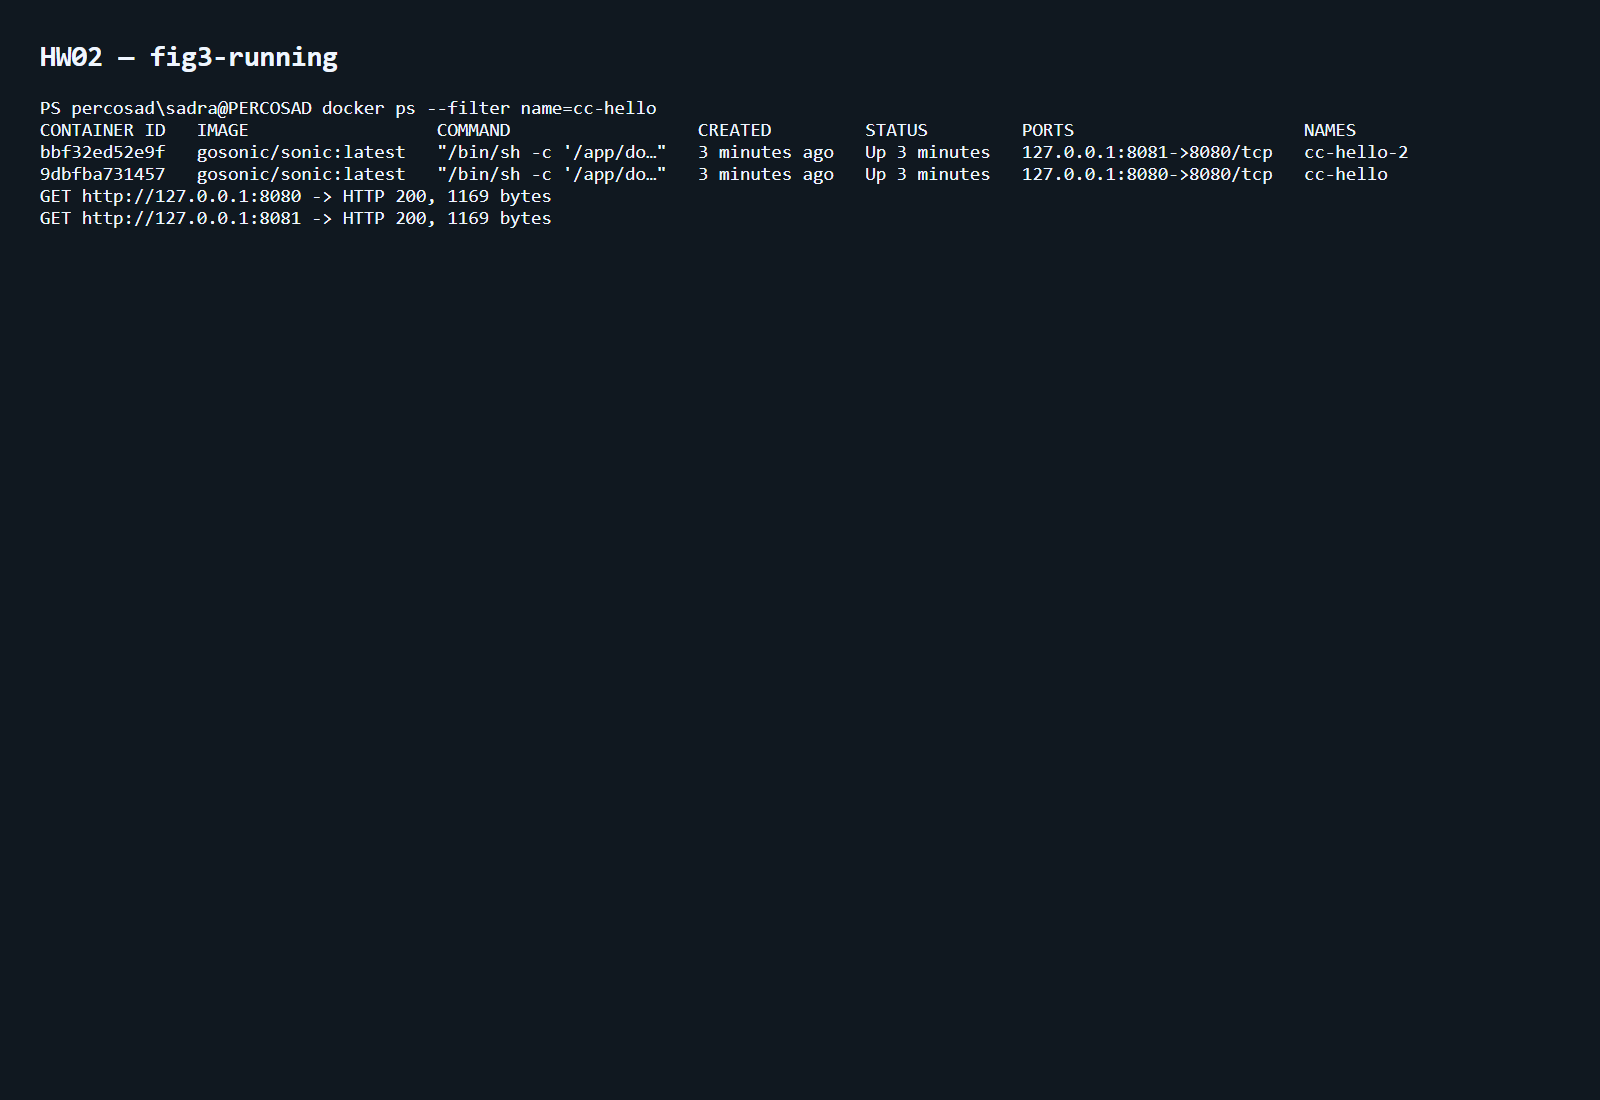 HW02 — fig3-running
PS percosad\sadra@PERCOSAD docker ps --filter name=cc-hello
CONTAINER ID   IMAGE                  COMMAND                  CREATED         STATUS         PORTS                      NAMES
bbf32ed52e9f   gosonic/sonic:latest   "/bin/sh -c '/app/do…"   3 minutes ago   Up 3 minutes   127.0.0.1:8081->8080/tcp   cc-hello-2
9dbfba731457   gosonic/sonic:latest   "/bin/sh -c '/app/do…"   3 minutes ago   Up 3 minutes   127.0.0.1:8080->8080/tcp   cc-hello
GET http://127.0.0.1:8080 -> HTTP 200, 1169 bytes
GET http://127.0.0.1:8081 -> HTTP 200, 1169 bytes